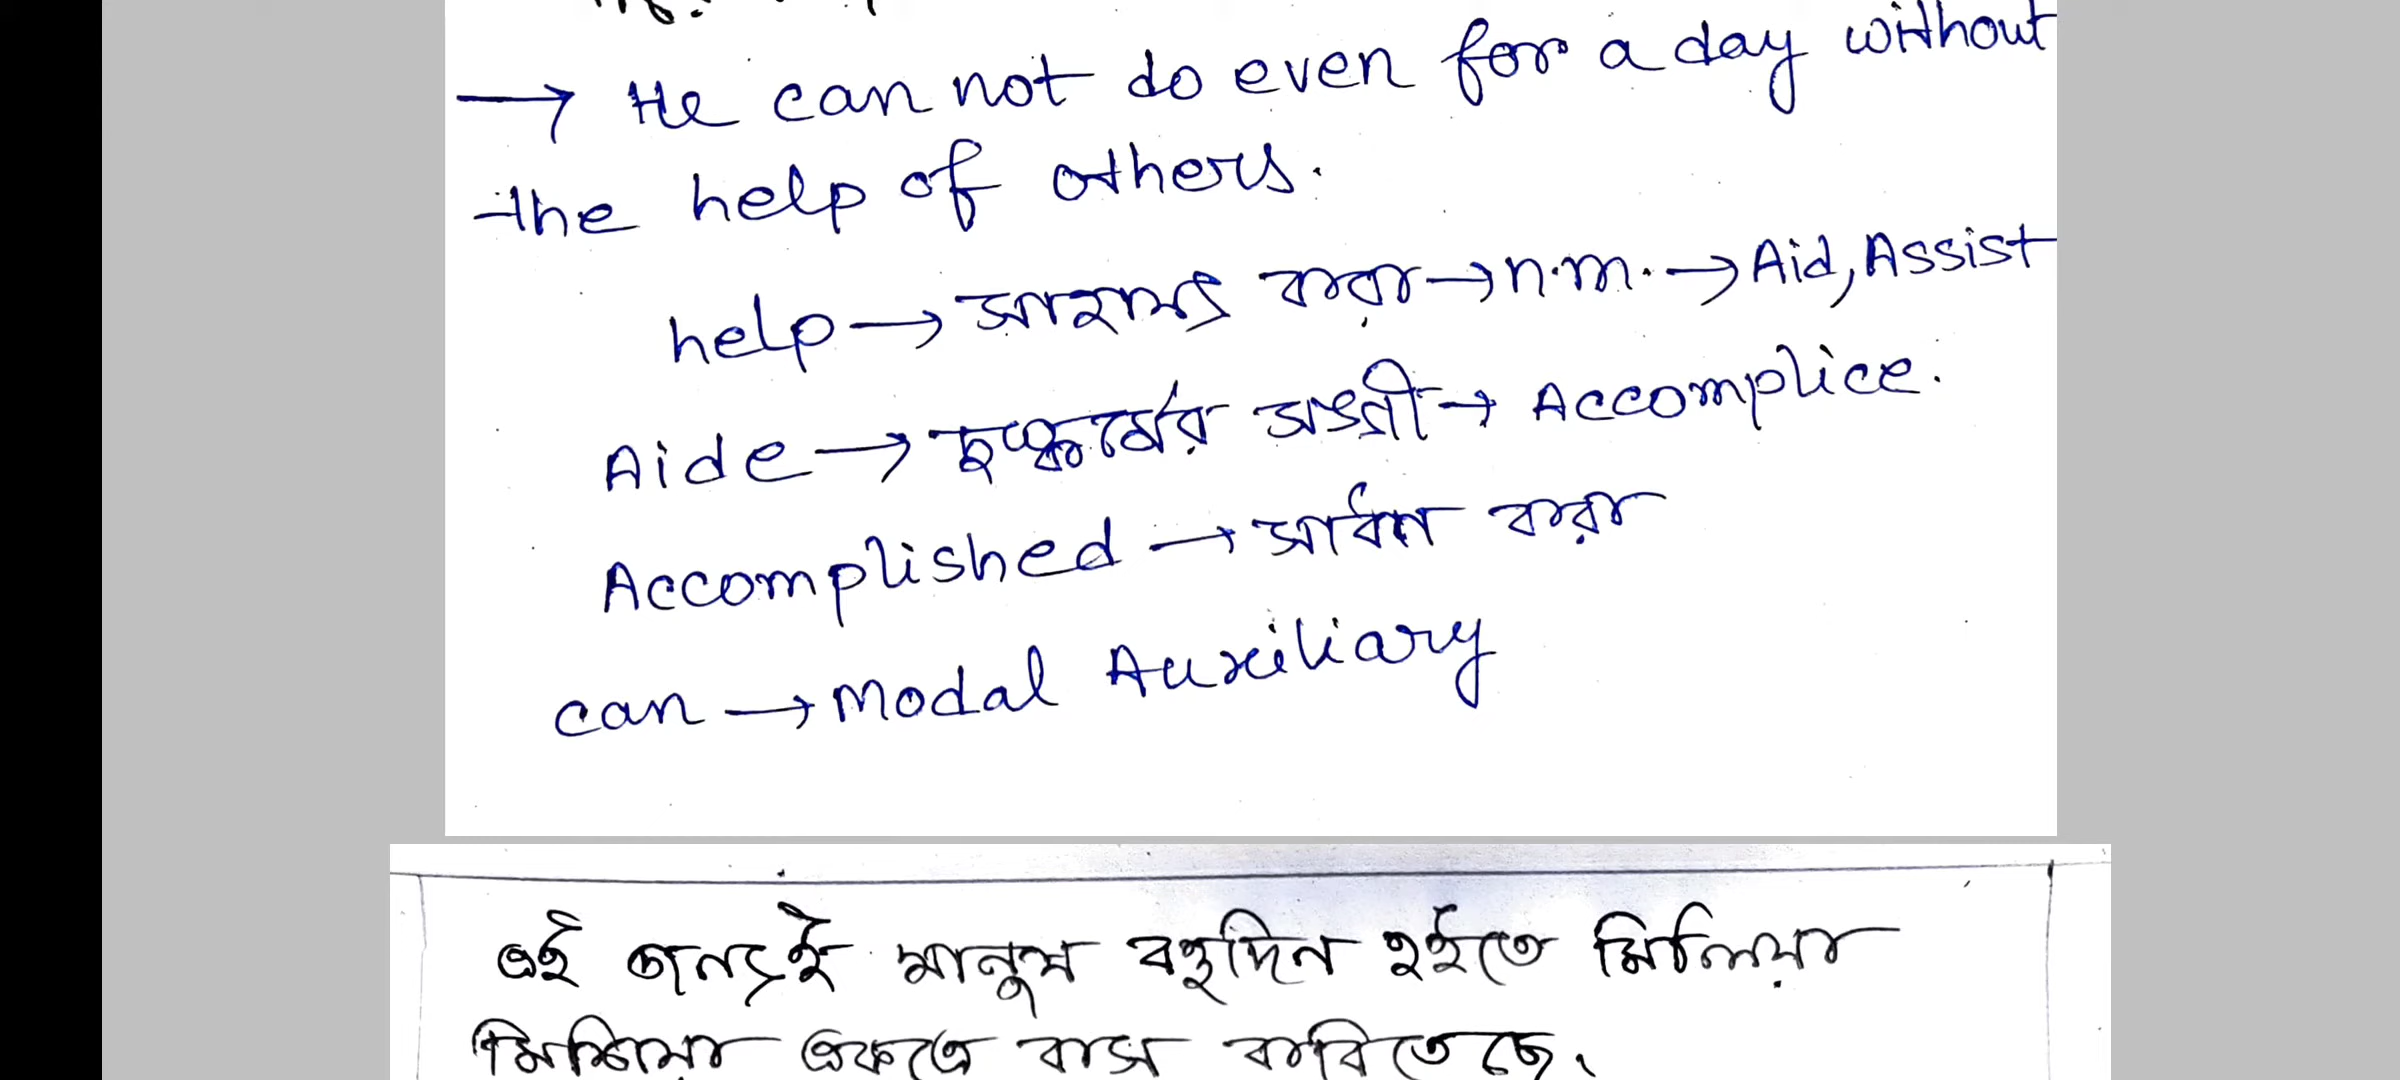 → He can not do even for a day without
the help of others.
help → সাহায্য করা → n.m. → Aid, Assist
Aide → দুষ্কর্মের সঙ্গী → Accomplice.
Accomplished → সাধন করা
can → Modal Auxiliary
এই জন্যই মানুষ বহুদিন হইতে মিলিয়া
মিশিয়া একত্রে বাস করিতেছে।